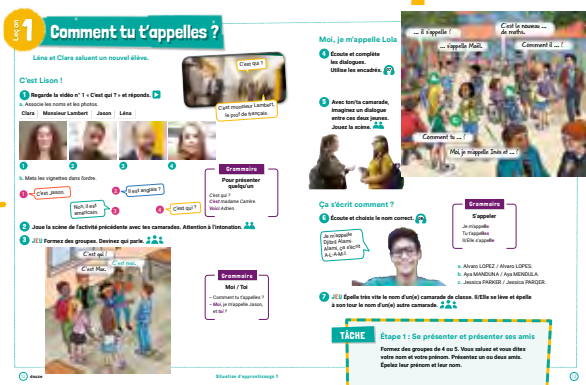 Leçon
1
Comment tu t'appelles ?
Léna et Clara saluent un nouvel élève.
C'est Lison !
1 Regarde la vidéo n° 1 « C'est qui ? » et réponds.
a. Associe les noms et les photos.
Clara | Monsieur Lambert | Jason | Léna
C'est qui ?
C'est monsieur Lambert,
le prof de français.
1 2 3 4
b. Mets les vignettes dans l'ordre.
1 C'est Jason.
2 Il est anglais ?
Non, il est
américain.
3
4 C'est qui ?
Grammaire
Pour présenter
quelqu'un
C'est qui ?
C'est madame Carrère.
Voici Adrien.
2 Joue la scène de l'activité précédente avec tes camarades. Attention à l'intonation.
3 JEU Formez des groupes. Devinez qui parle.
C'est qui ?
C'est moi.
C'est Max.
Grammaire
Moi / Toi
– Comment tu t'appelles ?
– Moi, je m'appelle Jason,
et toi ?
12 douze
Situation d'apprentissage 1
Moi, je m'appelle Lola
4 Écoute et complète
les dialogues.
Utilise les encadrés.
5 Avec ton/ta camarade,
imaginez un dialogue
entre ces deux jeunes.
Jouez la scène.
... il s'appelle !
... s'appelle Maël.
C'est le nouveau ...
de maths.
Comment il ... !
Comment tu ... !
Moi, je m'appelle Inès et ... !
Ça s'écrit comment ?
6 Écoute et choisis le nom correct.
Je m'appelle
Djibril Alami.
Alami, ça s'écrit
A-L-A-M-I.
Grammaire
S'appeler
Je m'appelle
Tu t'appelles
Il/Elle s'appelle
a. Alvaro LOPEZ / Alvaro LOPES.
b. Aya MANDUNA / Aya MENDULA.
c. Jessica PARKER / Jessica PARQER.
7 JEU Épelle très vite le nom d'un(e) camarade de classe. Il/Elle se lève et épelle
à son tour le nom d'un(e) autre camarade.
TÂCHE
Étape 1 : Se présenter et présenter ses amis
Formez des groupes de 4 ou 5. Vous saluez et vous dites
votre nom et votre prénom. Présentez un ou deux amis.
Épelez leur prénom et leur nom.